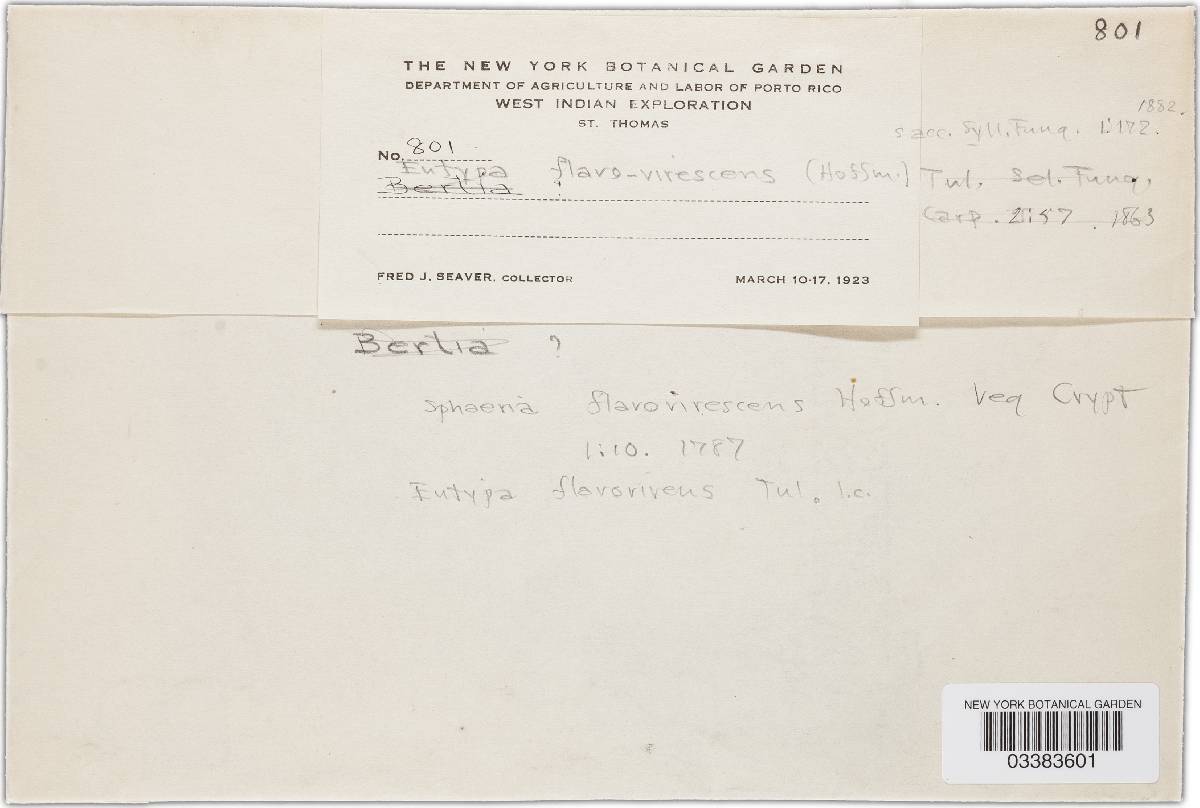 801
THE NEW YORK BOTANICAL GARDEN
DEPARTMENT OF AGRICULTURE AND LABOR OF PORTO RICO
WEST INDIAN EXPLORATION
ST. THOMAS
1882.
sacc. Syll. Fung. 1:172.
No. 801
Eutypa flavo-virescens (Hoffm.) Tul. Sel. Fung.
Bertia ?
Carp. 2:57. 1863
FRED J. SEAVER, COLLECTOR MARCH 10-17, 1923
Bertia ?
Sphaeria flavovirescens Hoffm. Veg Crypt
1:10. 1787
Eutypa flavovirens Tul. l.c.
NEW YORK BOTANICAL GARDEN
03383601